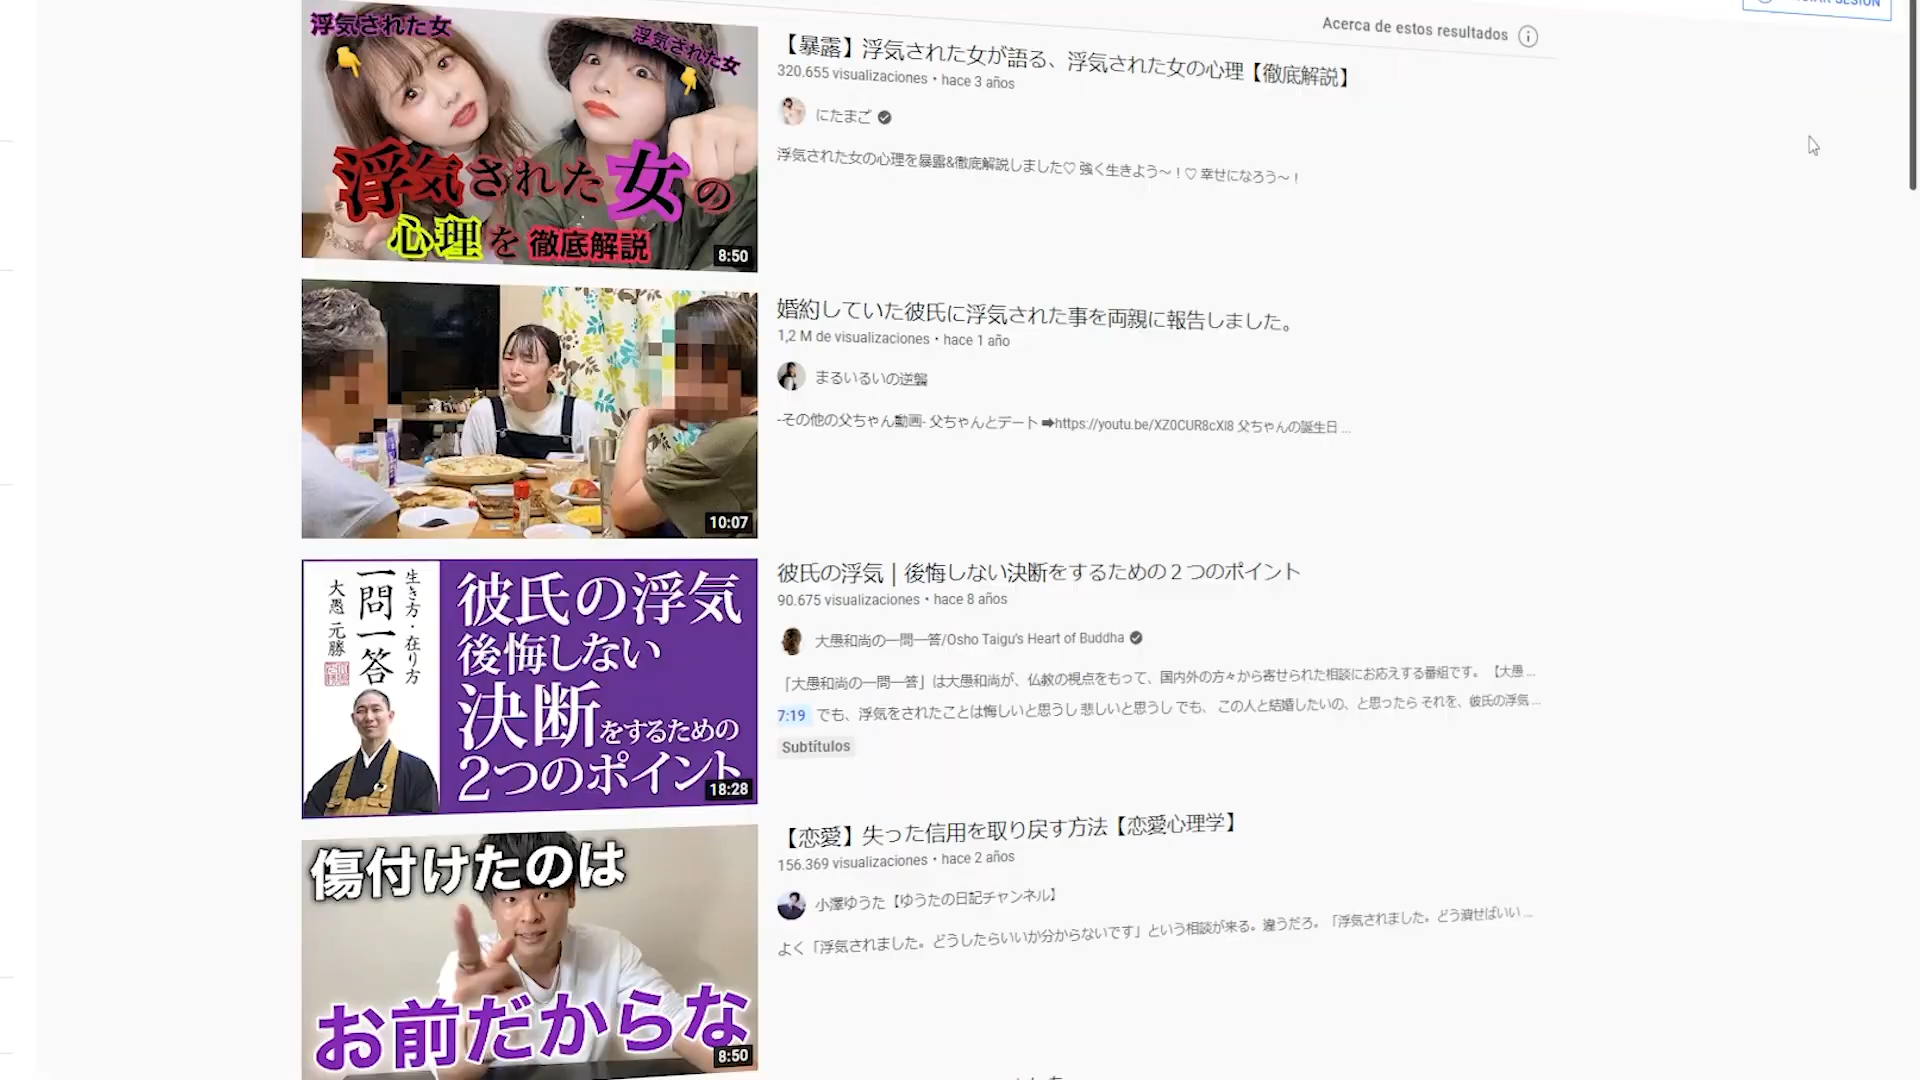 Acerca de estos resultados
浮気された女
浮気された女
浮気された女の
心理を徹底解説
8:50
【暴露】浮気された女が語る、浮気された女の心理【徹底解説】
320.655 visualizaciones • hace 3 años
にたまご
浮気された女の心理を暴露&徹底解説しました♡ 強く生きよう〜！♡ 幸せになろう〜！
10:07
婚約していた彼氏に浮気された事を両親に報告しました。
1,2 M de visualizaciones • hace 1 año
まるいるいの逆襲
-その他の父ちゃん動画- 父ちゃんとデート ➡https://youtu.be/XZ0CUR8cXI8 父ちゃんの誕生日 ...
生き方・在り方
一問一答
大愚 元勝
彼氏の浮気
後悔しない
決断をするための
2つのポイント
18:28
彼氏の浮気 | 後悔しない決断をするための２つのポイント
90.675 visualizaciones • hace 8 años
大愚和尚の一問一答/Osho Taigu's Heart of Buddha
「大愚和尚の一問一答」は大愚和尚が、仏教の視点をもって、国内外の方々から寄せられた相談にお応えする番組です。【大愚 ...
7:19 でも、浮気をされたことは悔しいと思うし 悲しいと思うし でも、 この人と結婚したいの、と思ったら それを、彼氏の浮気 ...
Subtítulos
傷付けたのは
お前だからな
8:50
【恋愛】失った信用を取り戻す方法【恋愛心理学】
156.369 visualizaciones • hace 2 años
小澤ゆうた【ゆうたの日記チャンネル】
よく「浮気されました。どうしたらいいか分からないです」という相談が来る。違うだろ。「浮気されました。どう潰せばいい ...